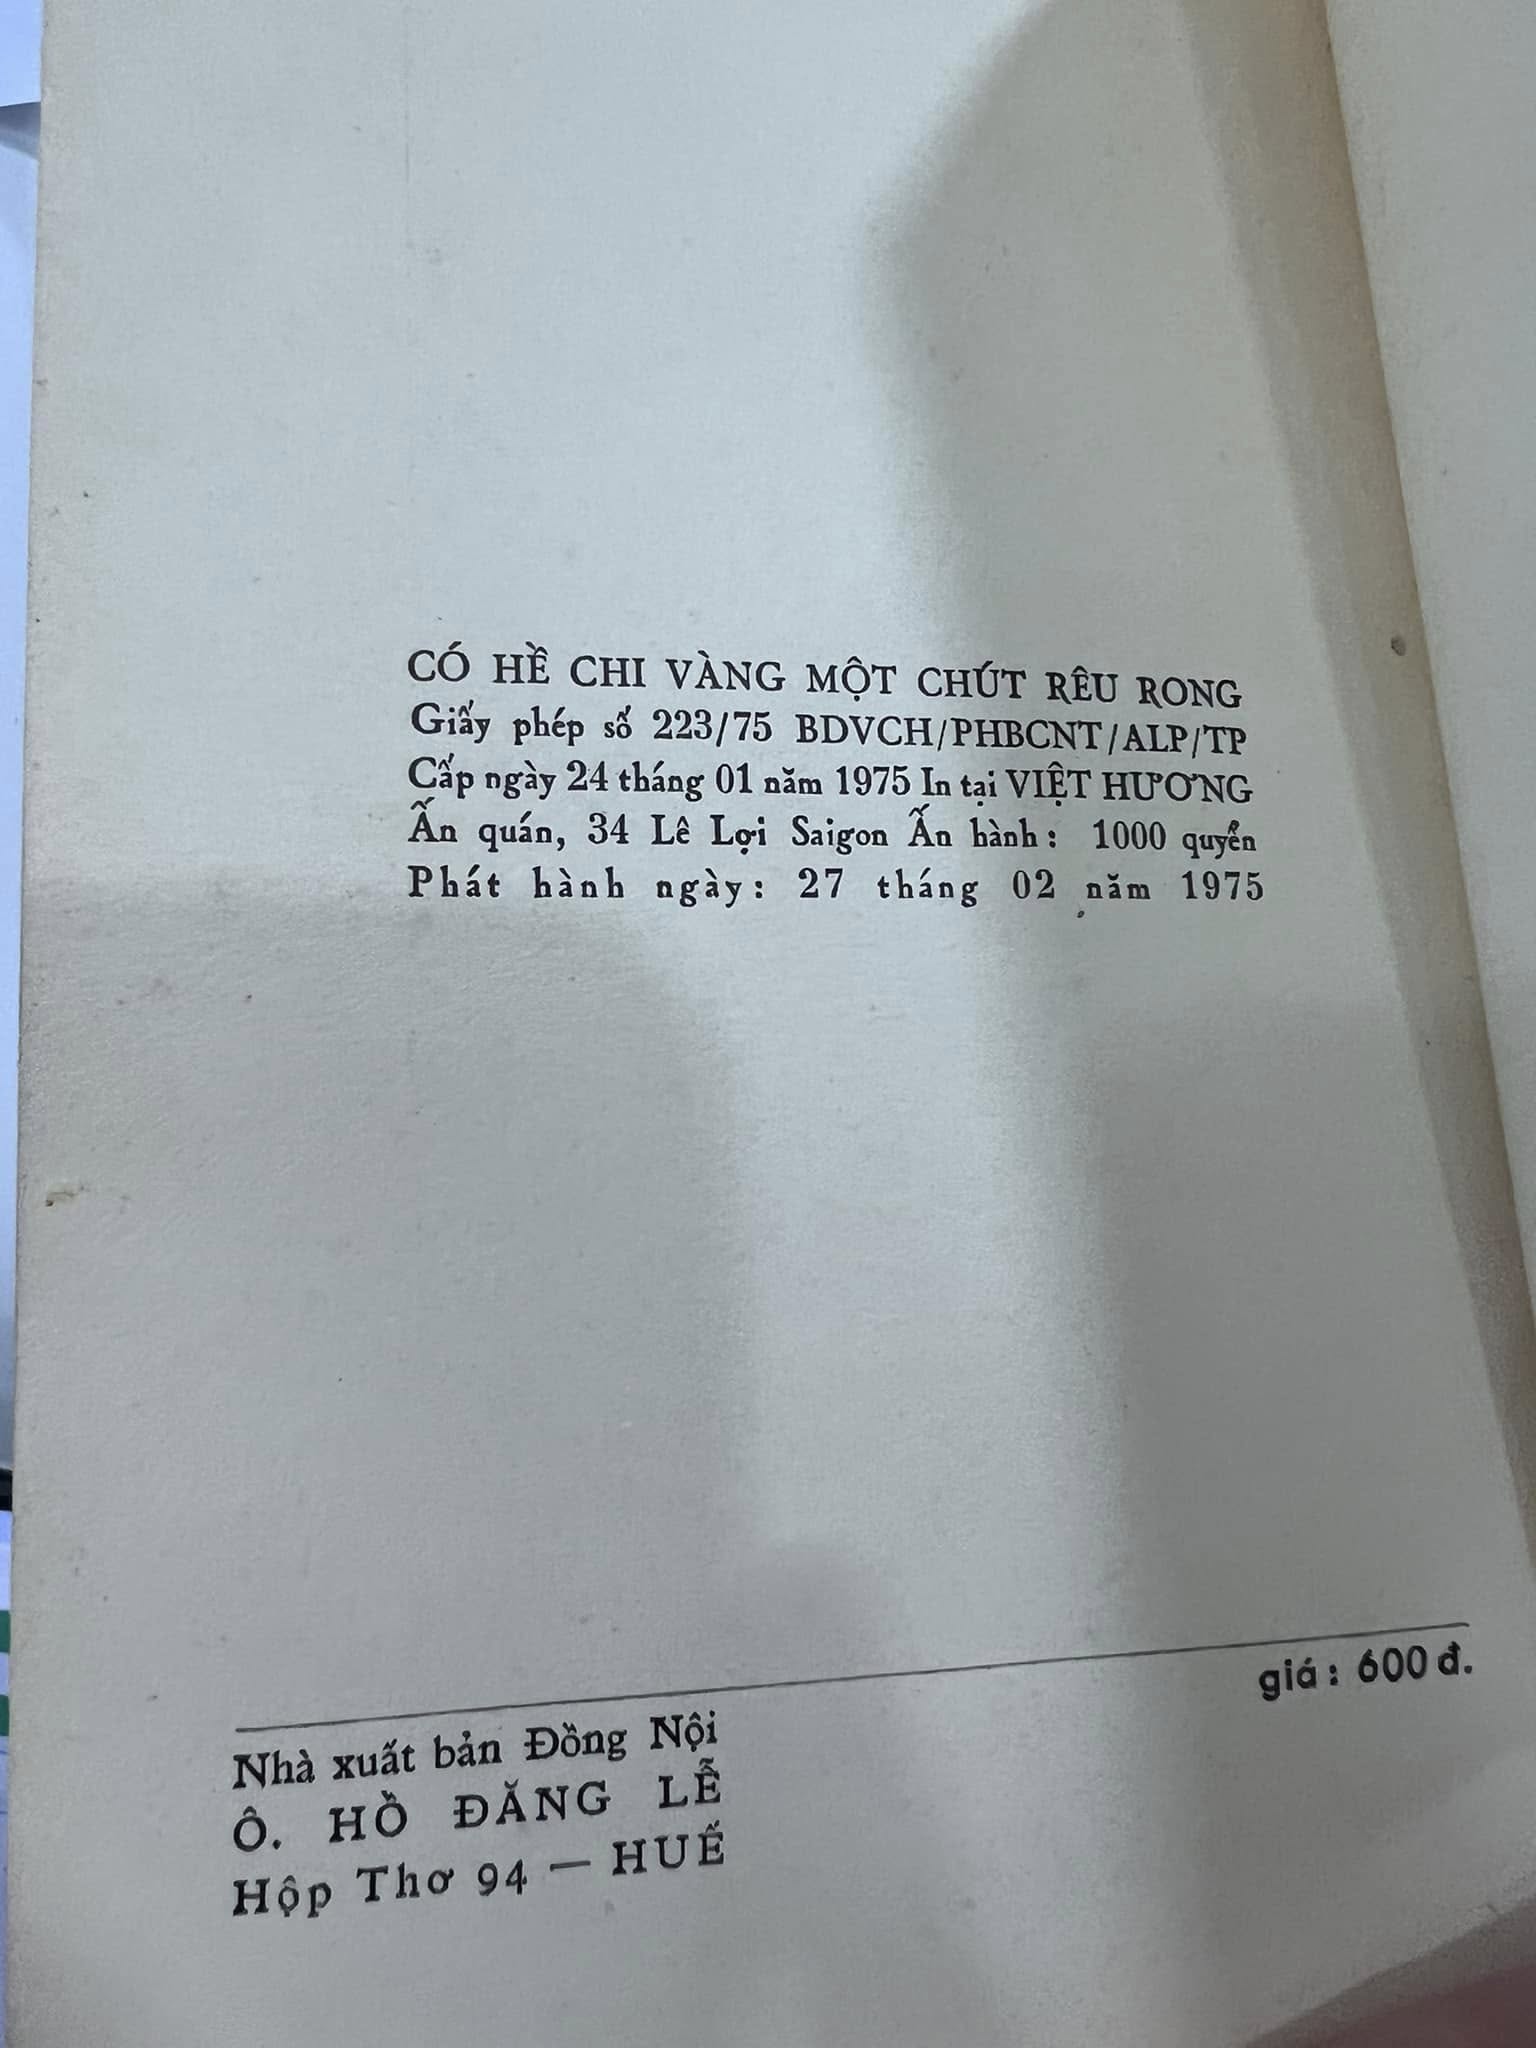 CÓ HỀ CHI VÀNG MỘT CHÚT RÊU RONG
Giấy phép số 223/75 BDVCH/PHBCNT/ALP/TP
Cấp ngày 24 tháng 01 năm 1975 In tại VIỆT HƯƠNG
Ấn quán, 34 Lê Lợi Saigon Ấn hành: 1000 quyển
Phát hành ngày: 27 tháng 02 năm 1975
giá: 600 đ.
Nhà xuất bản Đồng Nội
Ô. HỒ ĐĂNG LỄ
Hộp Thơ 94 — HUẾ